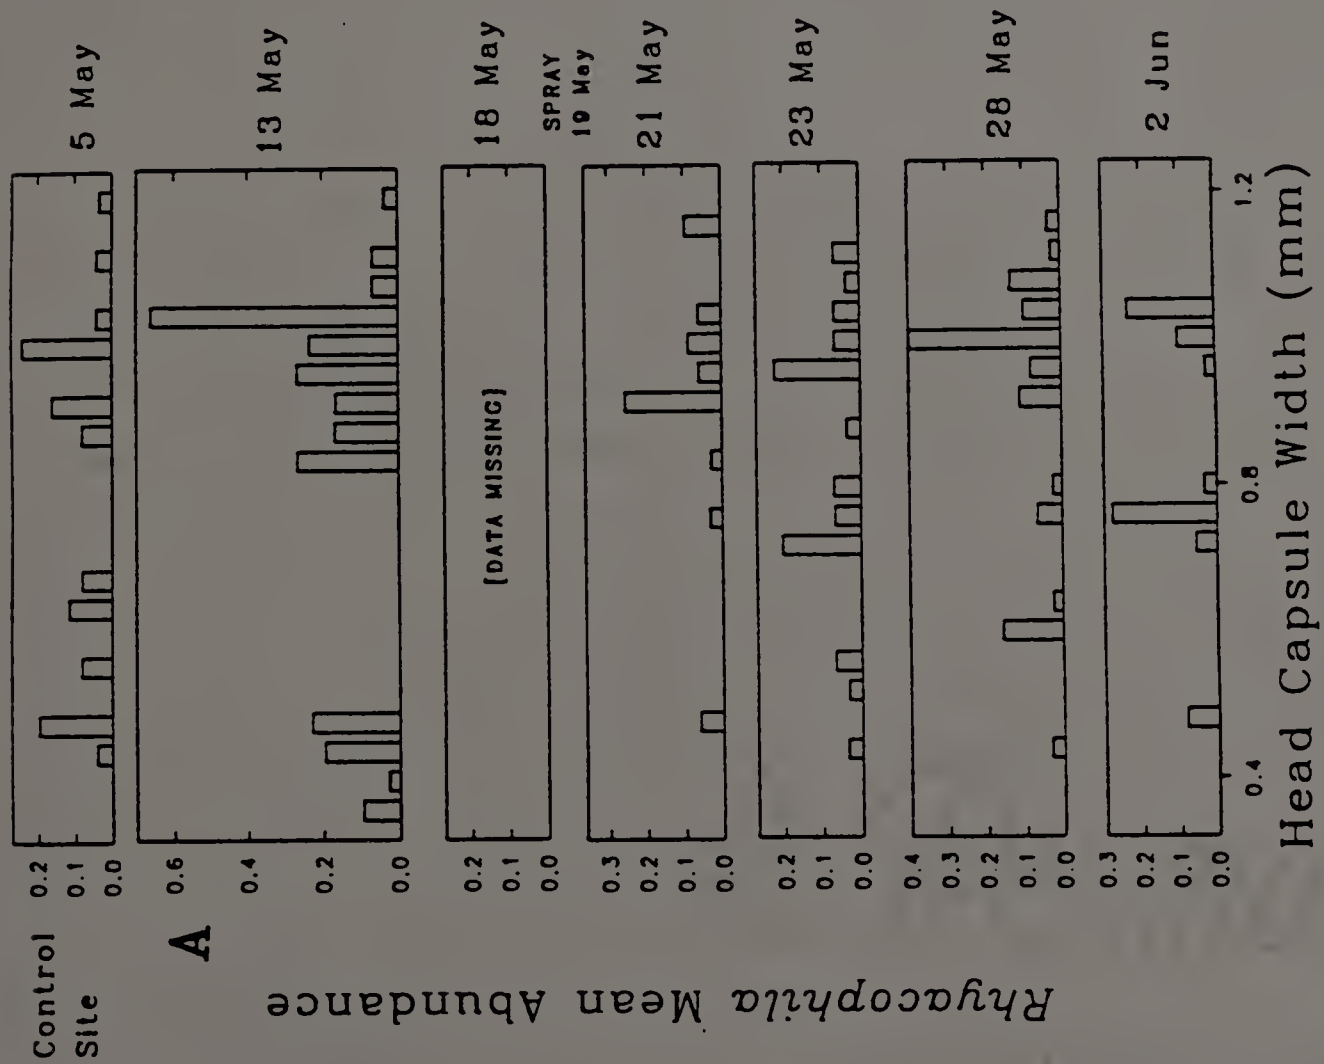 Control
Site
A
Rhyacophila Mean Abundance
5 May
0.2
0.1
0.0
13 May
0.6
0.4
0.2
0.0
18 May
[DATA MISSING]
0.2
0.1
0.0
SPRAY
19 May
21 May
0.3
0.2
0.1
0.0
23 May
0.2
0.1
0.0
28 May
0.4
0.3
0.2
0.1
0.0
2 Jun
0.3
0.2
0.1
0.0
0.4
0.8
1.2
Head Capsule Width (mm)